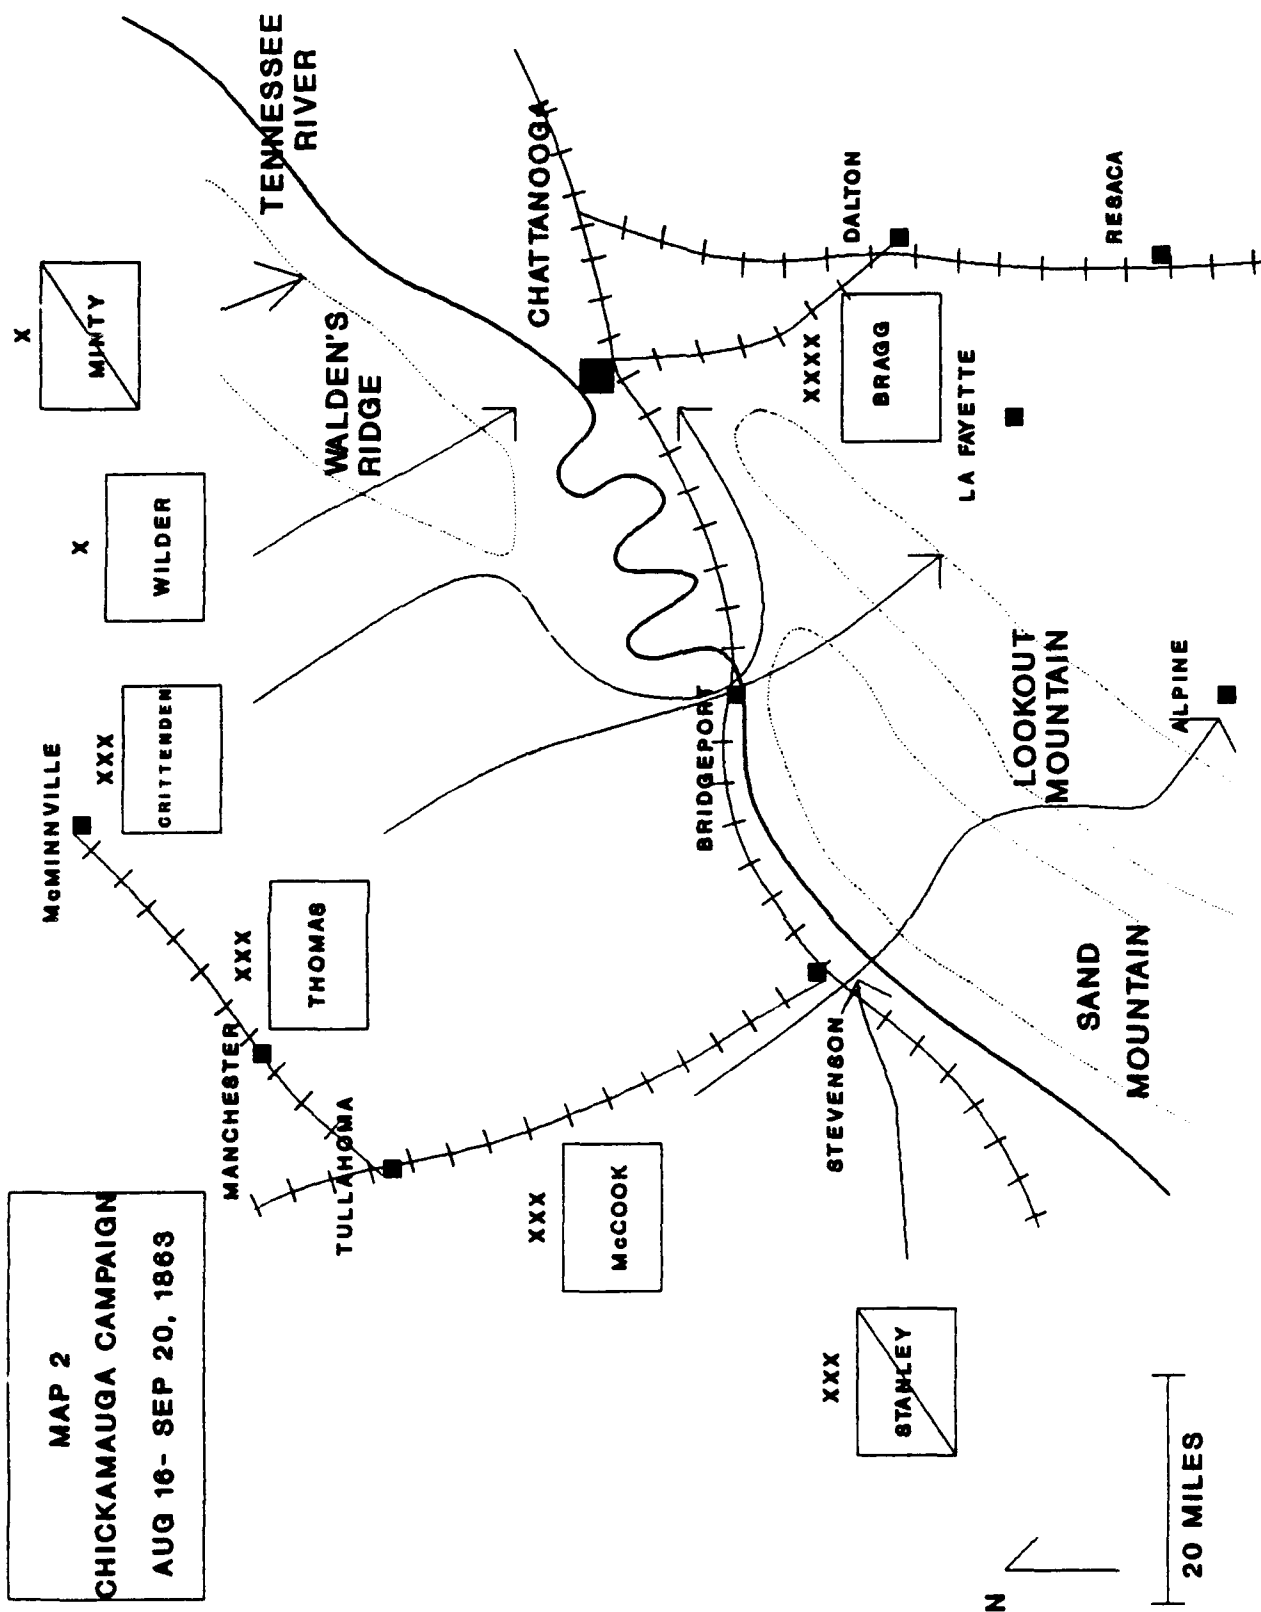 MAP 2
CHICKAMAUGA CAMPAIGN
AUG 16- SEP 20, 1863
McMINNVILLE
X
MINTY
X
WILDER
XXX
CRITTENDEN
XXX
THOMAS
MANCHESTER
TULLAHOMA
TENNESSEE
RIVER
WALDEN'S
RIDGE
CHATTANOOGA
XXX
McCOOK
BRIDGEPORT
STEVENSON
XXXX
BRAGG
DALTON
RESACA
LA FAYETTE
LOOKOUT
MOUNTAIN
ALPINE
SAND
MOUNTAIN
XXX
STANLEY
N
20 MILES